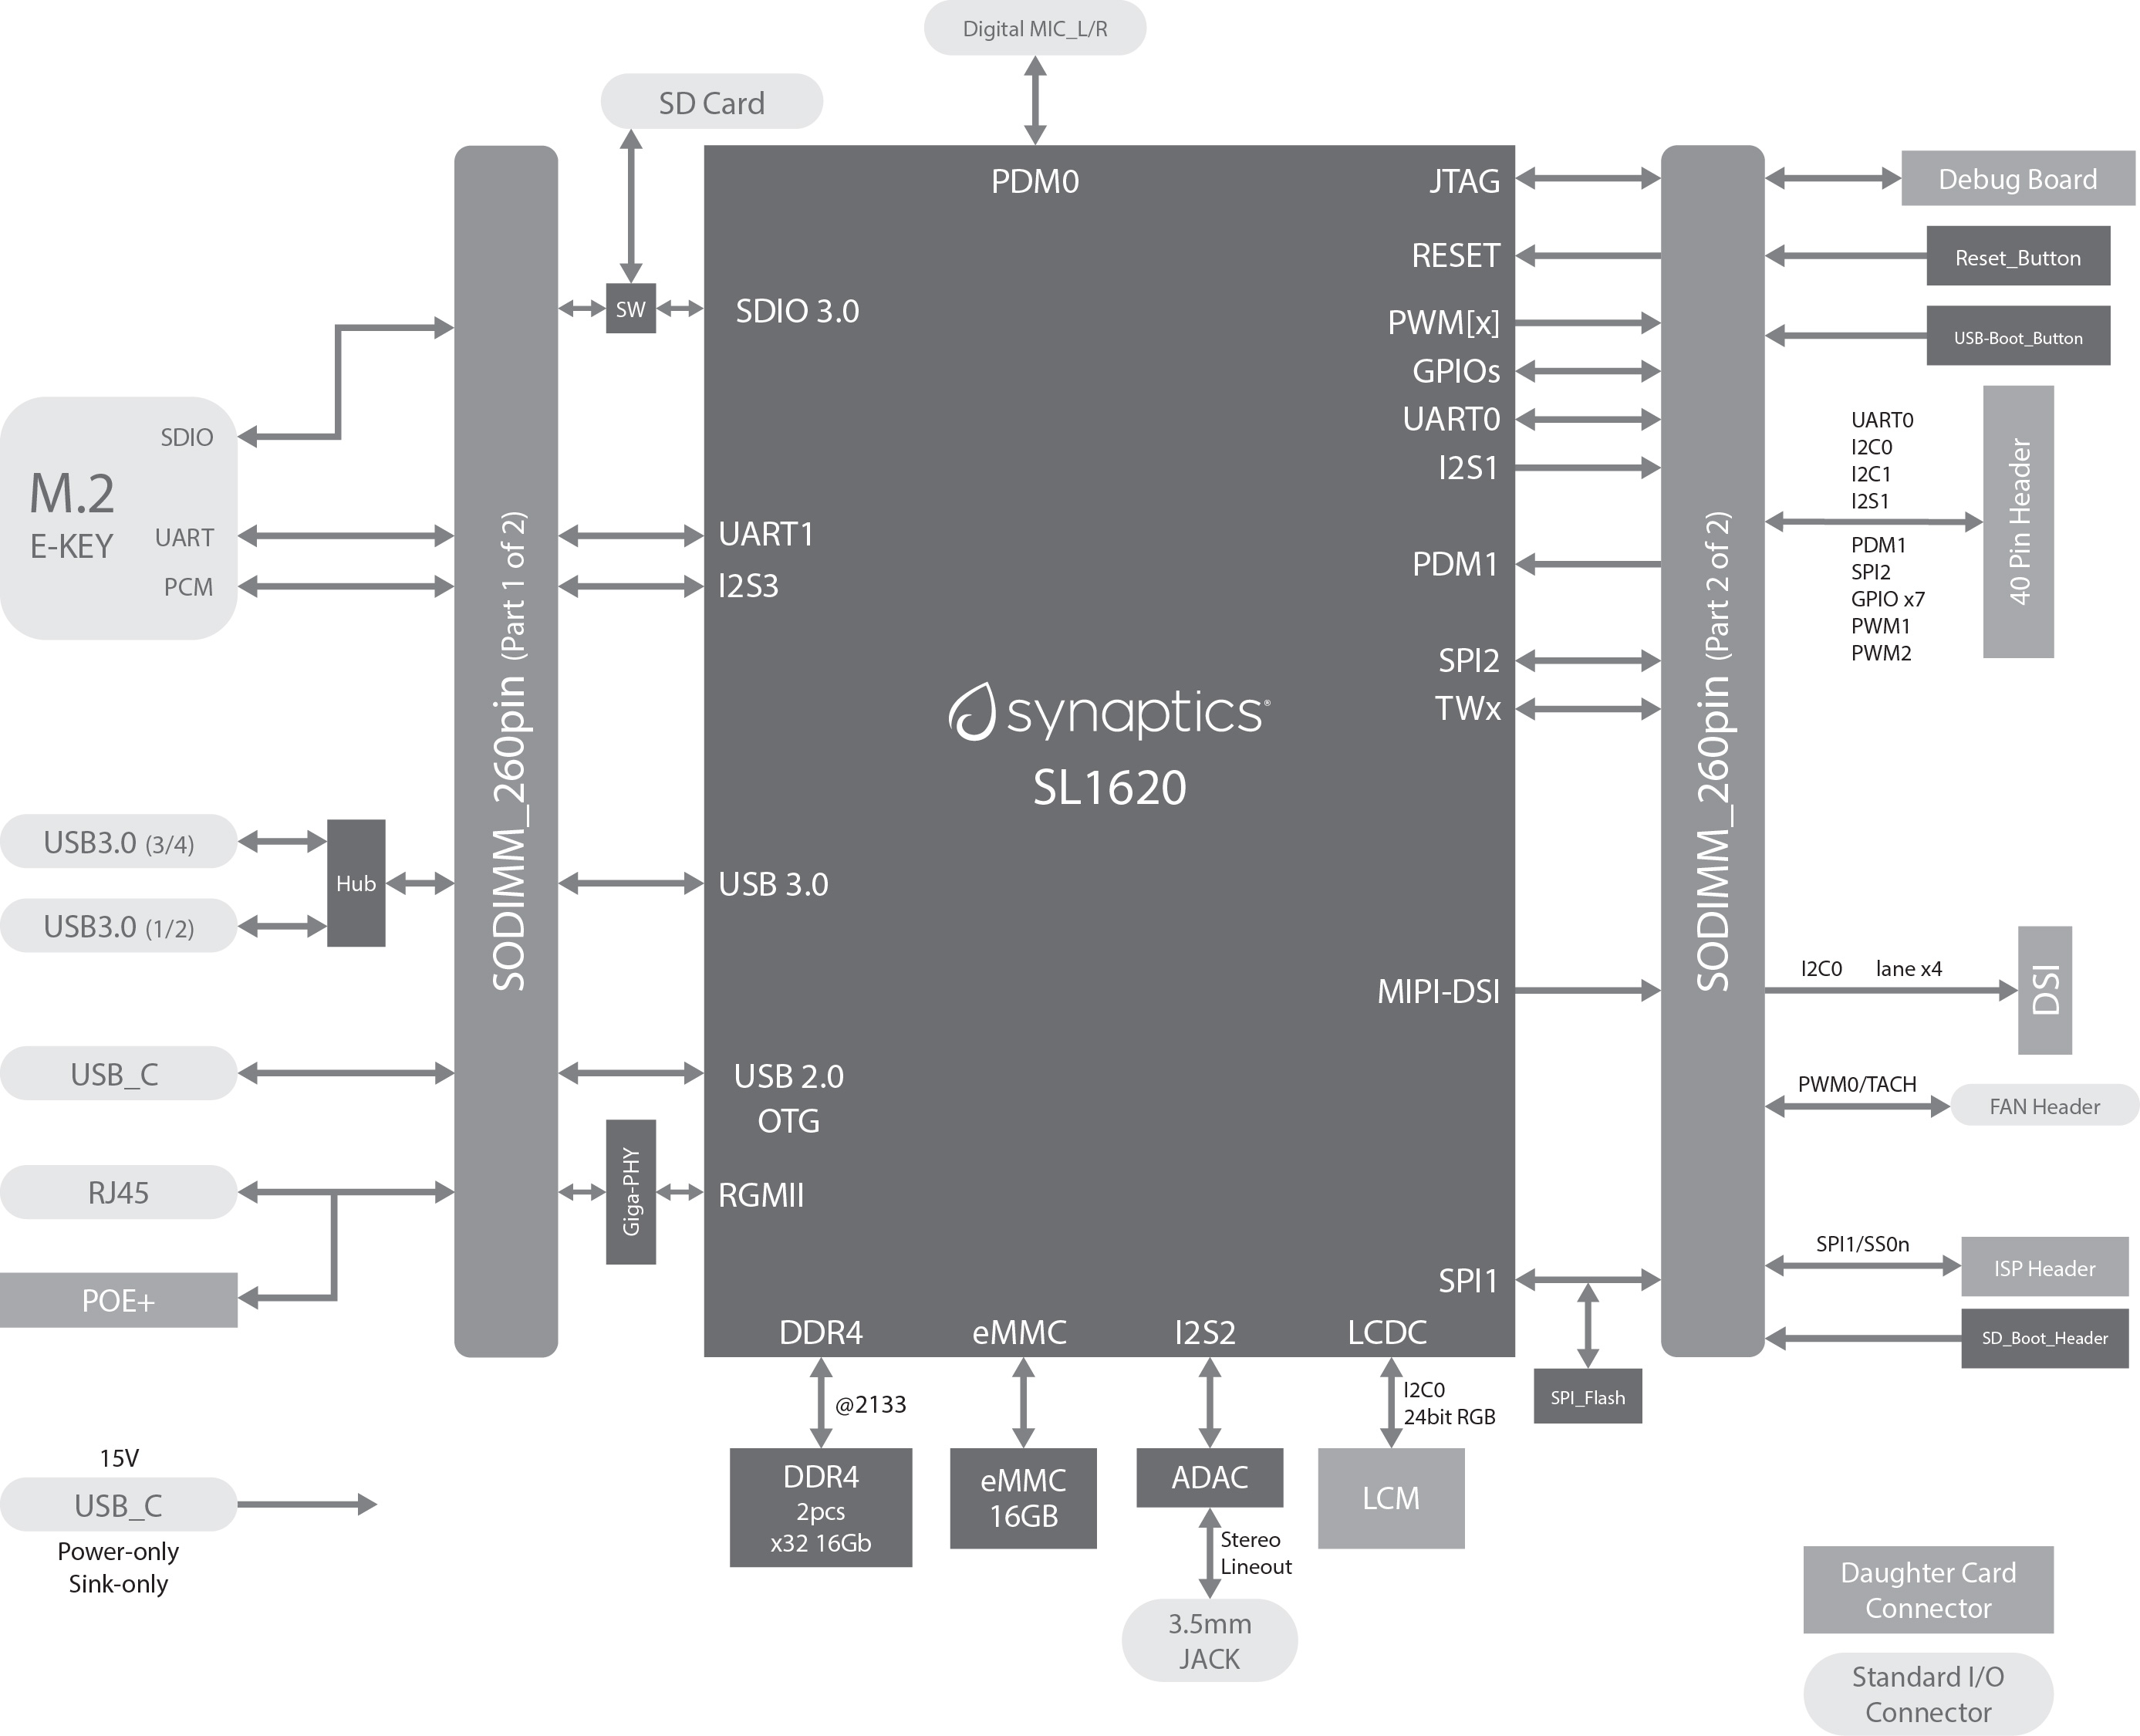 Digital MIC_L/R
SD Card
PDM0
JTAG
Debug Board
RESET
Reset_Button
SW
SDIO 3.0
PWM[x]
USB-Boot_Button
GPIOs
UART0
I2S1
UART0
I2C0
I2C1
I2S1
PDM1
SPI2
GPIO x7
PWM1
PWM2
40 Pin Header
M.2
E-KEY
SDIO
UART
PCM
UART1
I2S3
PDM1
SPI2
TWx
SODIMM_260pin (Part 1 of 2)
SODIMM_260pin (Part 2 of 2)
synaptics®
SL1620
USB3.0 (3/4)
USB3.0 (1/2)
Hub
USB 3.0
MIPI-DSI
I2C0 lane x4
DSI
USB_C
USB 2.0
OTG
PWM0/TACH
FAN Header
RJ45
Giga-PHY
RGMII
POE+
SPI1
SPI1/SS0n
ISP Header
SD_Boot_Header
DDR4
eMMC
I2S2
LCDC
@2133
I2C0
24bit RGB
SPI_Flash
DDR4
2pcs
x32 16Gb
eMMC
16GB
ADAC
LCM
Stereo
Lineout
3.5mm
JACK
15V
USB_C
Power-only
Sink-only
Daughter Card
Connector
Standard I/O
Connector